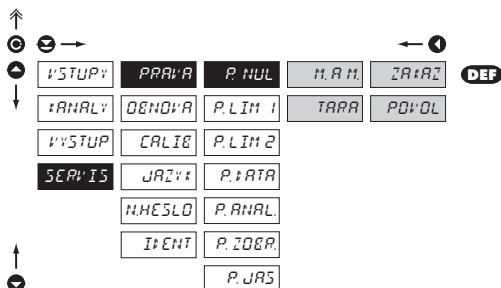 VSTUPY PRAVA P. NUL M. A M. ZAKAZ DEF
KANALY OBNOVA P. LIM 1 TARA POVOL
VYSTUP CALIB P. LIM 2
SERVIS JAZYK P. DATA
N.HESLO P. ANAL.
IDENT P. ZOBR.
P. JAS